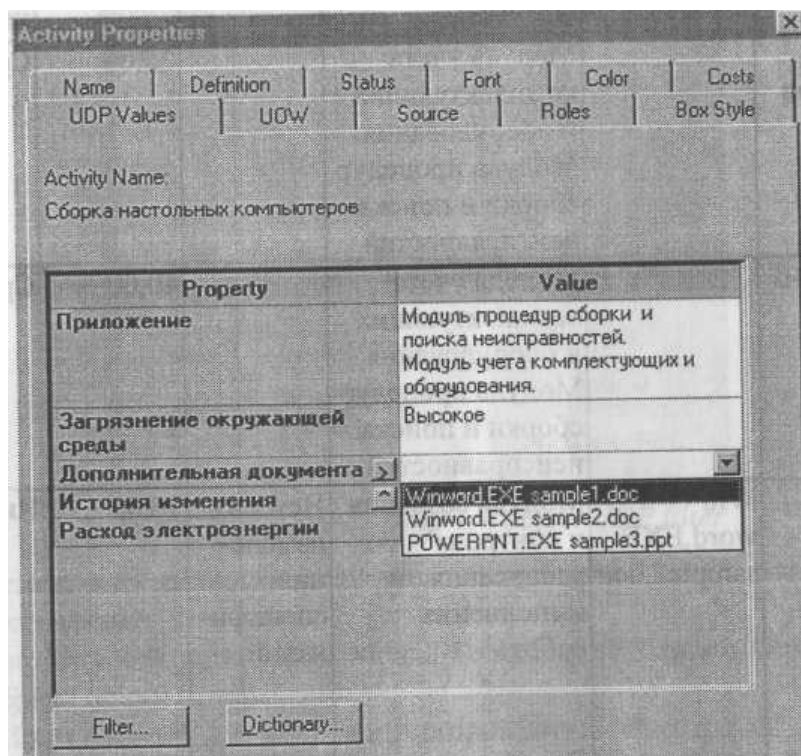 Activity Properties
Name Definition Status Font Color Costs
UDP Values UOW Source Roles Box Style
Activity Name:
Сборка настольных компьютеров
Property Value
Приложение Модуль процедур сборки и
поиска неисправностей.
Модуль учета комплектующих и
оборудования.
Загрязнение окружающей Высокое
среды
Дополнительная документа
История изменения Winword.EXE sample1.doc
Winword.EXE sample2.doc
Расход электроэнергии POWERPNT.EXE sample3.ppt
Filter... Dictionary...